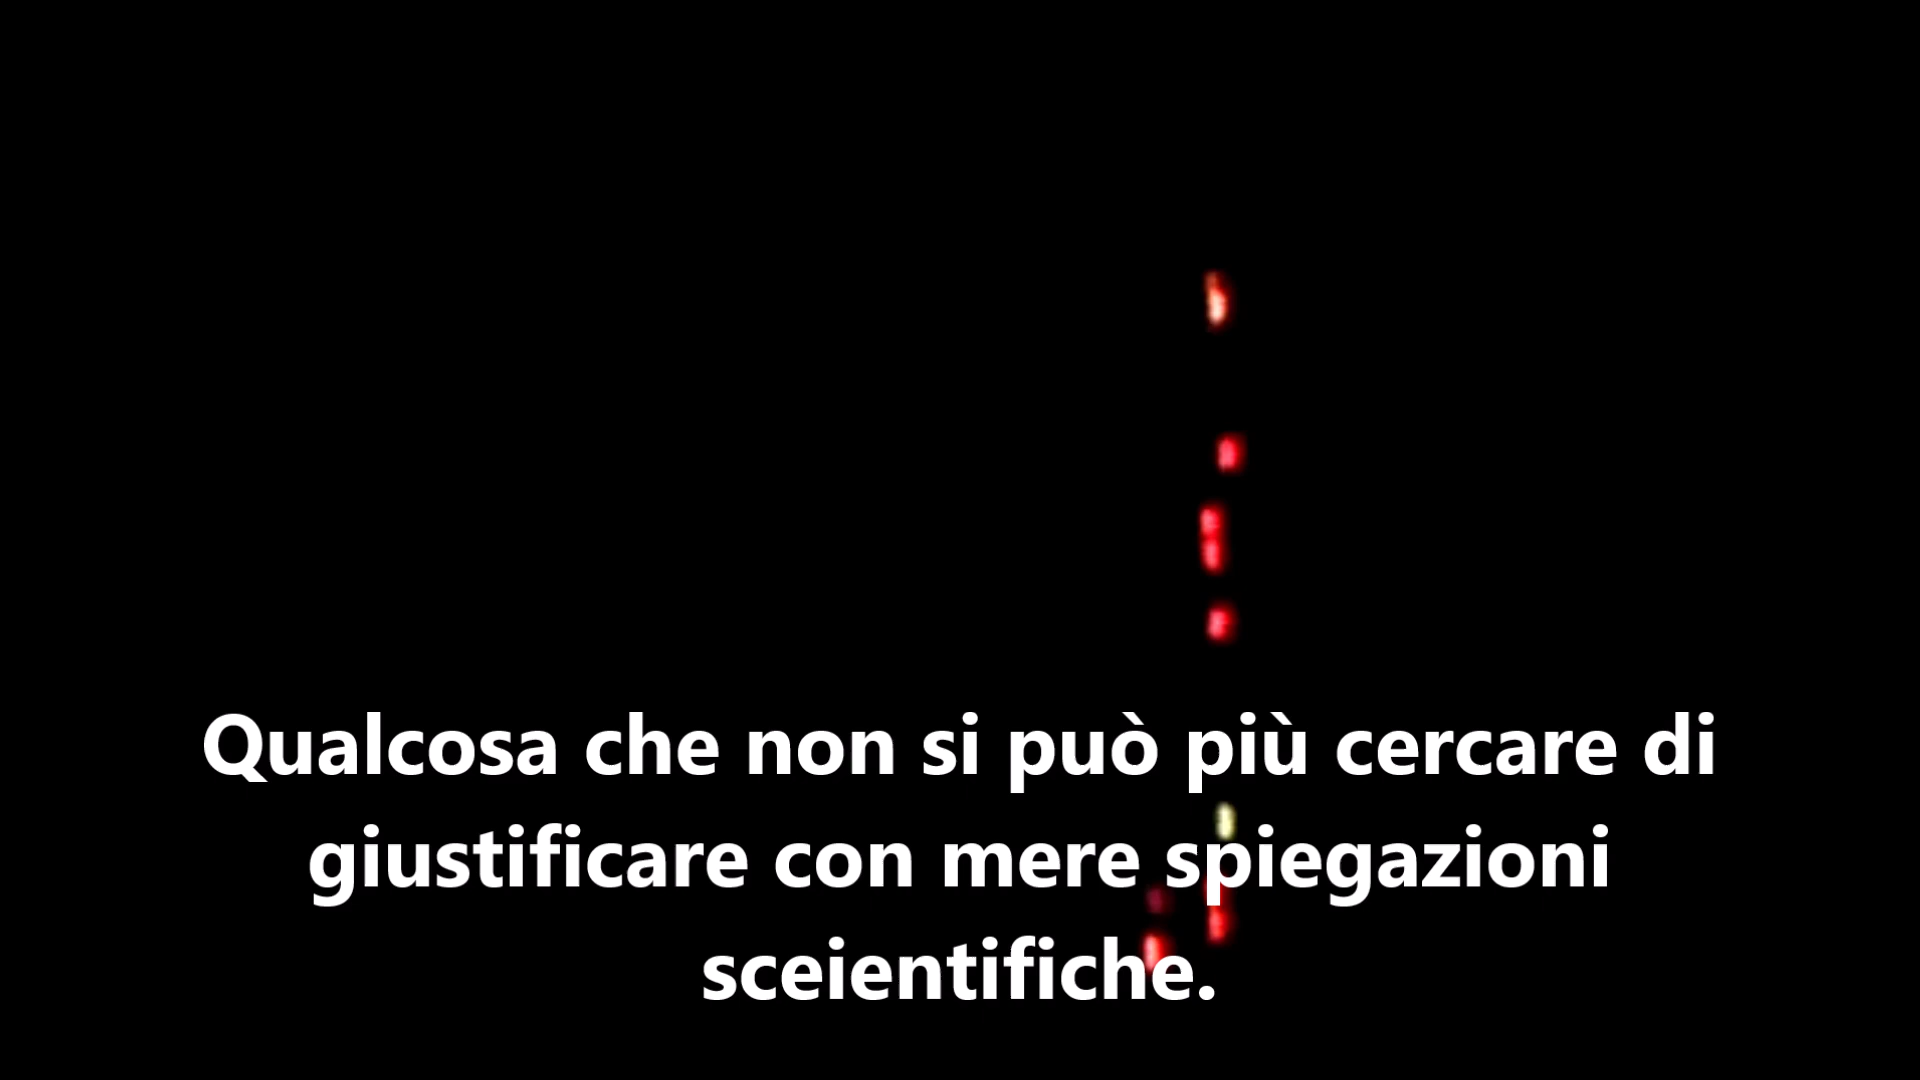 Qualcosa che non si può più cercare di
giustificare con mere spiegazioni
sceientifiche.